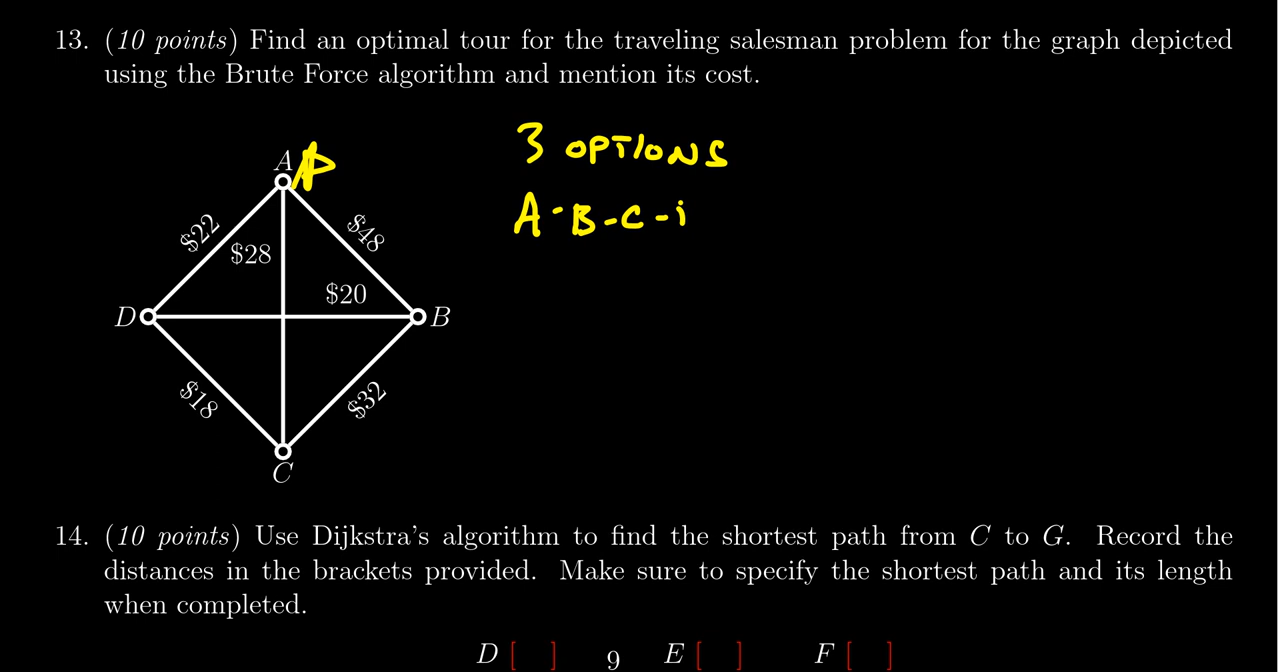 13. (10 points) Find an optimal tour for the traveling salesman problem for the graph depicted
using the Brute Force algorithm and mention its cost.
3 OPTIONS
A
A-B-C-
$22
$48
$28
$20
D
B
$18
$32
C
14. (10 points) Use Dijkstra's algorithm to find the shortest path from C to G. Record the
distances in the brackets provided. Make sure to specify the shortest path and its length
when completed.
D [ ] 9 E [ ] F [ ]